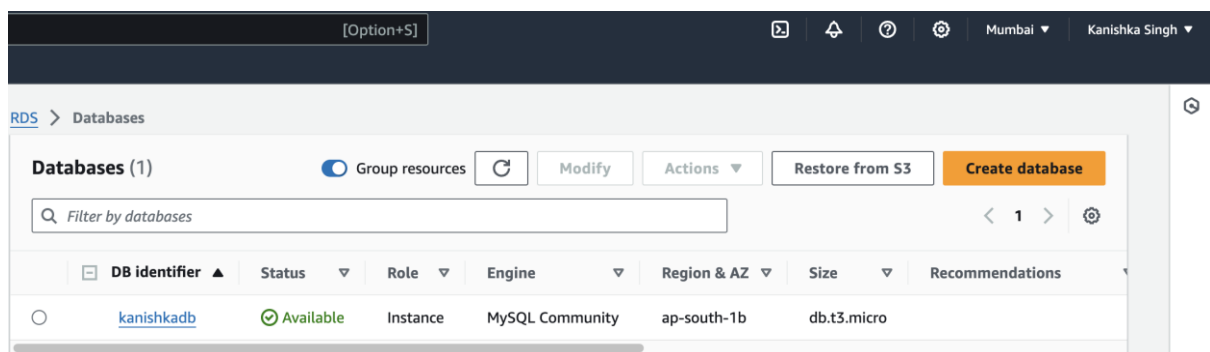 [Option+S] Mumbai ▼ Kanishka Singh ▼
RDS > Databases
Databases (1) Group resources Modify Actions ▼ Restore from S3 Create database
Filter by databases < 1 >
DB identifier ▲ Status ▽ Role ▽ Engine ▽ Region & AZ ▽ Size ▽ Recommendations
kanishkadb Available Instance MySQL Community ap-south-1b db.t3.micro